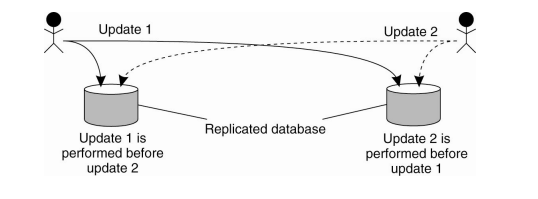 Update 1
Update 2
Replicated database
Update 1 is
performed before
update 2
Update 2 is
performed before
update 1